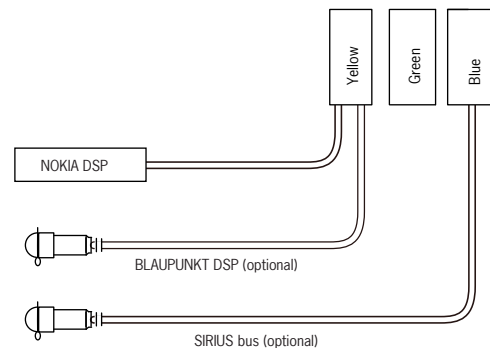 Yellow
Green
Blue
NOKIA DSP
BLAUPUNKT DSP (optional)
SIRIUS bus (optional)